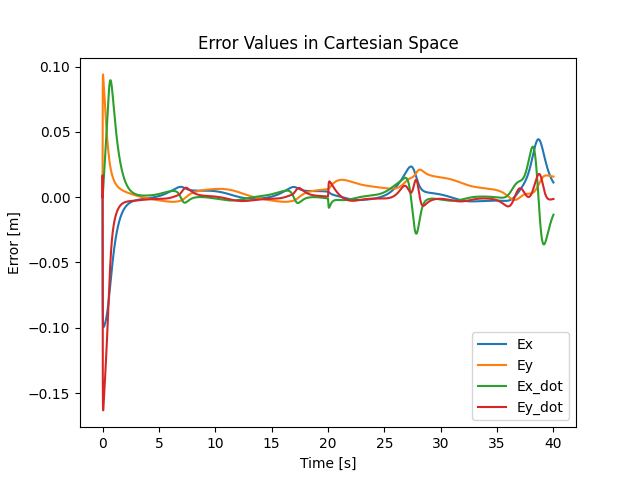 Error Values in Cartesian Space
0.10
0.05
0.00
−0.05
−0.10
−0.15
Error [m]
0 5 10 15 20 25 30 35 40
Time [s]
Ex
Ey
Ex_dot
Ey_dot